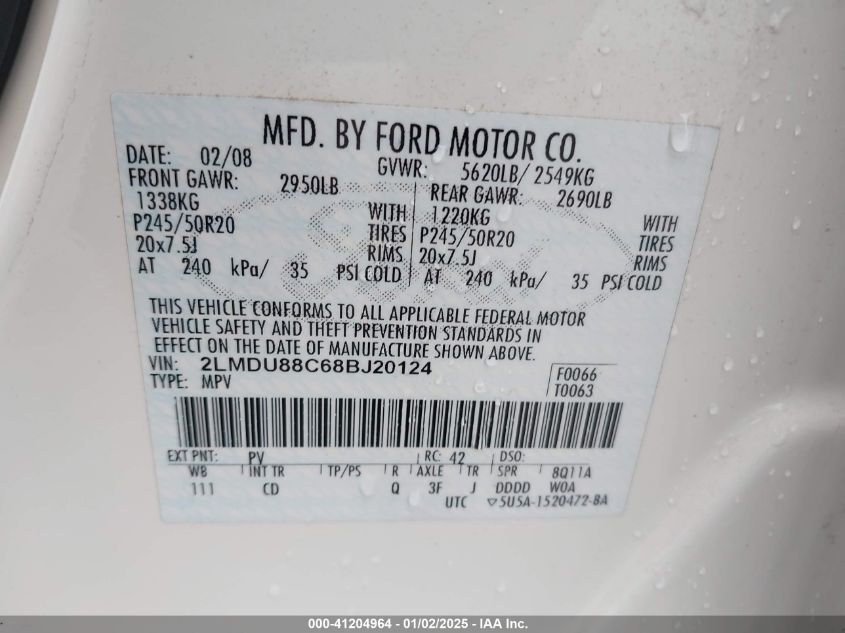 MFD. BY FORD MOTOR CO.
DATE: 02/08 GVWR: 5620LB/ 2549KG
FRONT GAWR: 2950LB REAR GAWR: 2690LB
1338KG WITH 1220KG WITH
P245/50R20 TIRES P245/50R20 TIRES
20x7.5J RIMS 20x7.5J RIMS
AT 240 kPa/ 35 PSI COLD AT 240 kPa/ 35 PSI COLD
THIS VEHICLE CONFORMS TO ALL APPLICABLE FEDERAL MOTOR
VEHICLE SAFETY AND THEFT PREVENTION STANDARDS IN
EFFECT ON THE DATE OF MANUFACTURE SHOWN ABOVE.
VIN: 2LMDU88C68BJ20124 F0066
TYPE: MPV T0063
EXT PNT: PV RC: 42 DSO:
WB INT TR TP/PS R AXLE TR SPR 8Q11A
111 CD Q 3F J DDDD W0A
UTC ▽5U5A-1520472-BA
000-41204964 - 01/02/2025 - IAA Inc.